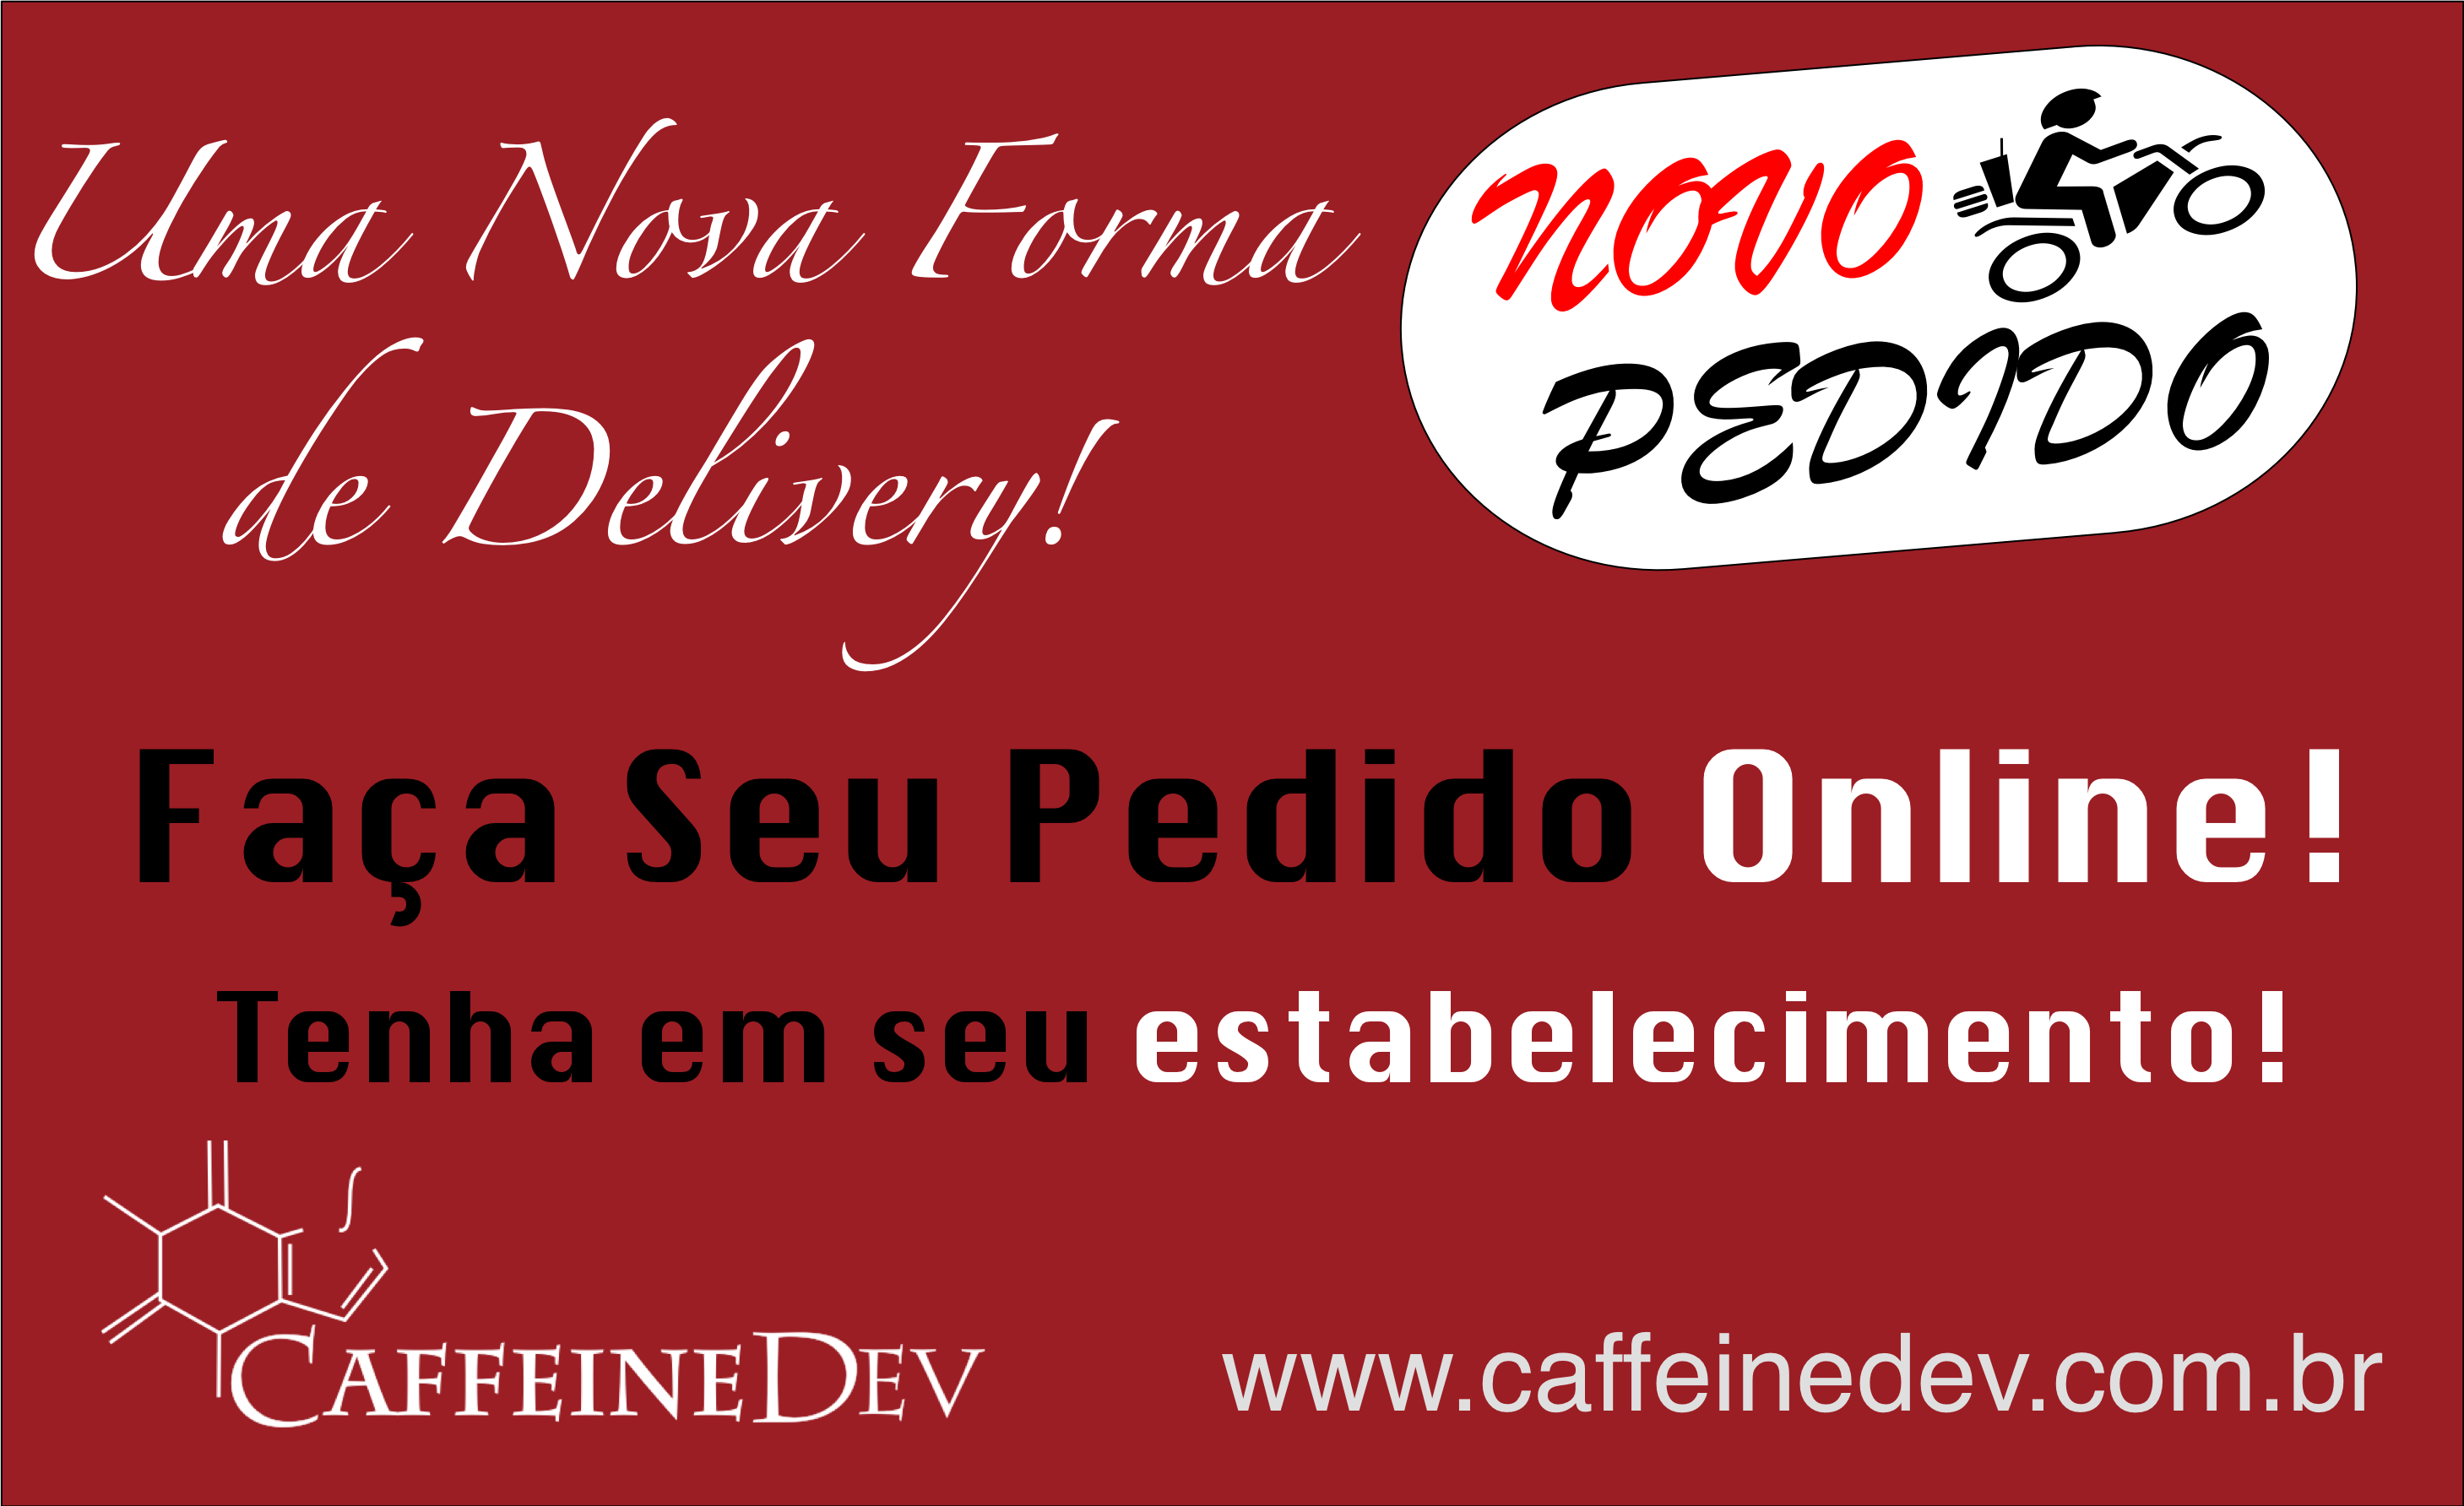 Uma Nova Forma
de Delivery!
NOVO
PEDIDO
Faça Seu Pedido Online!
Tenha em seu estabelecimento!
CAFFEINEDEV
www.caffeinedev.com.br